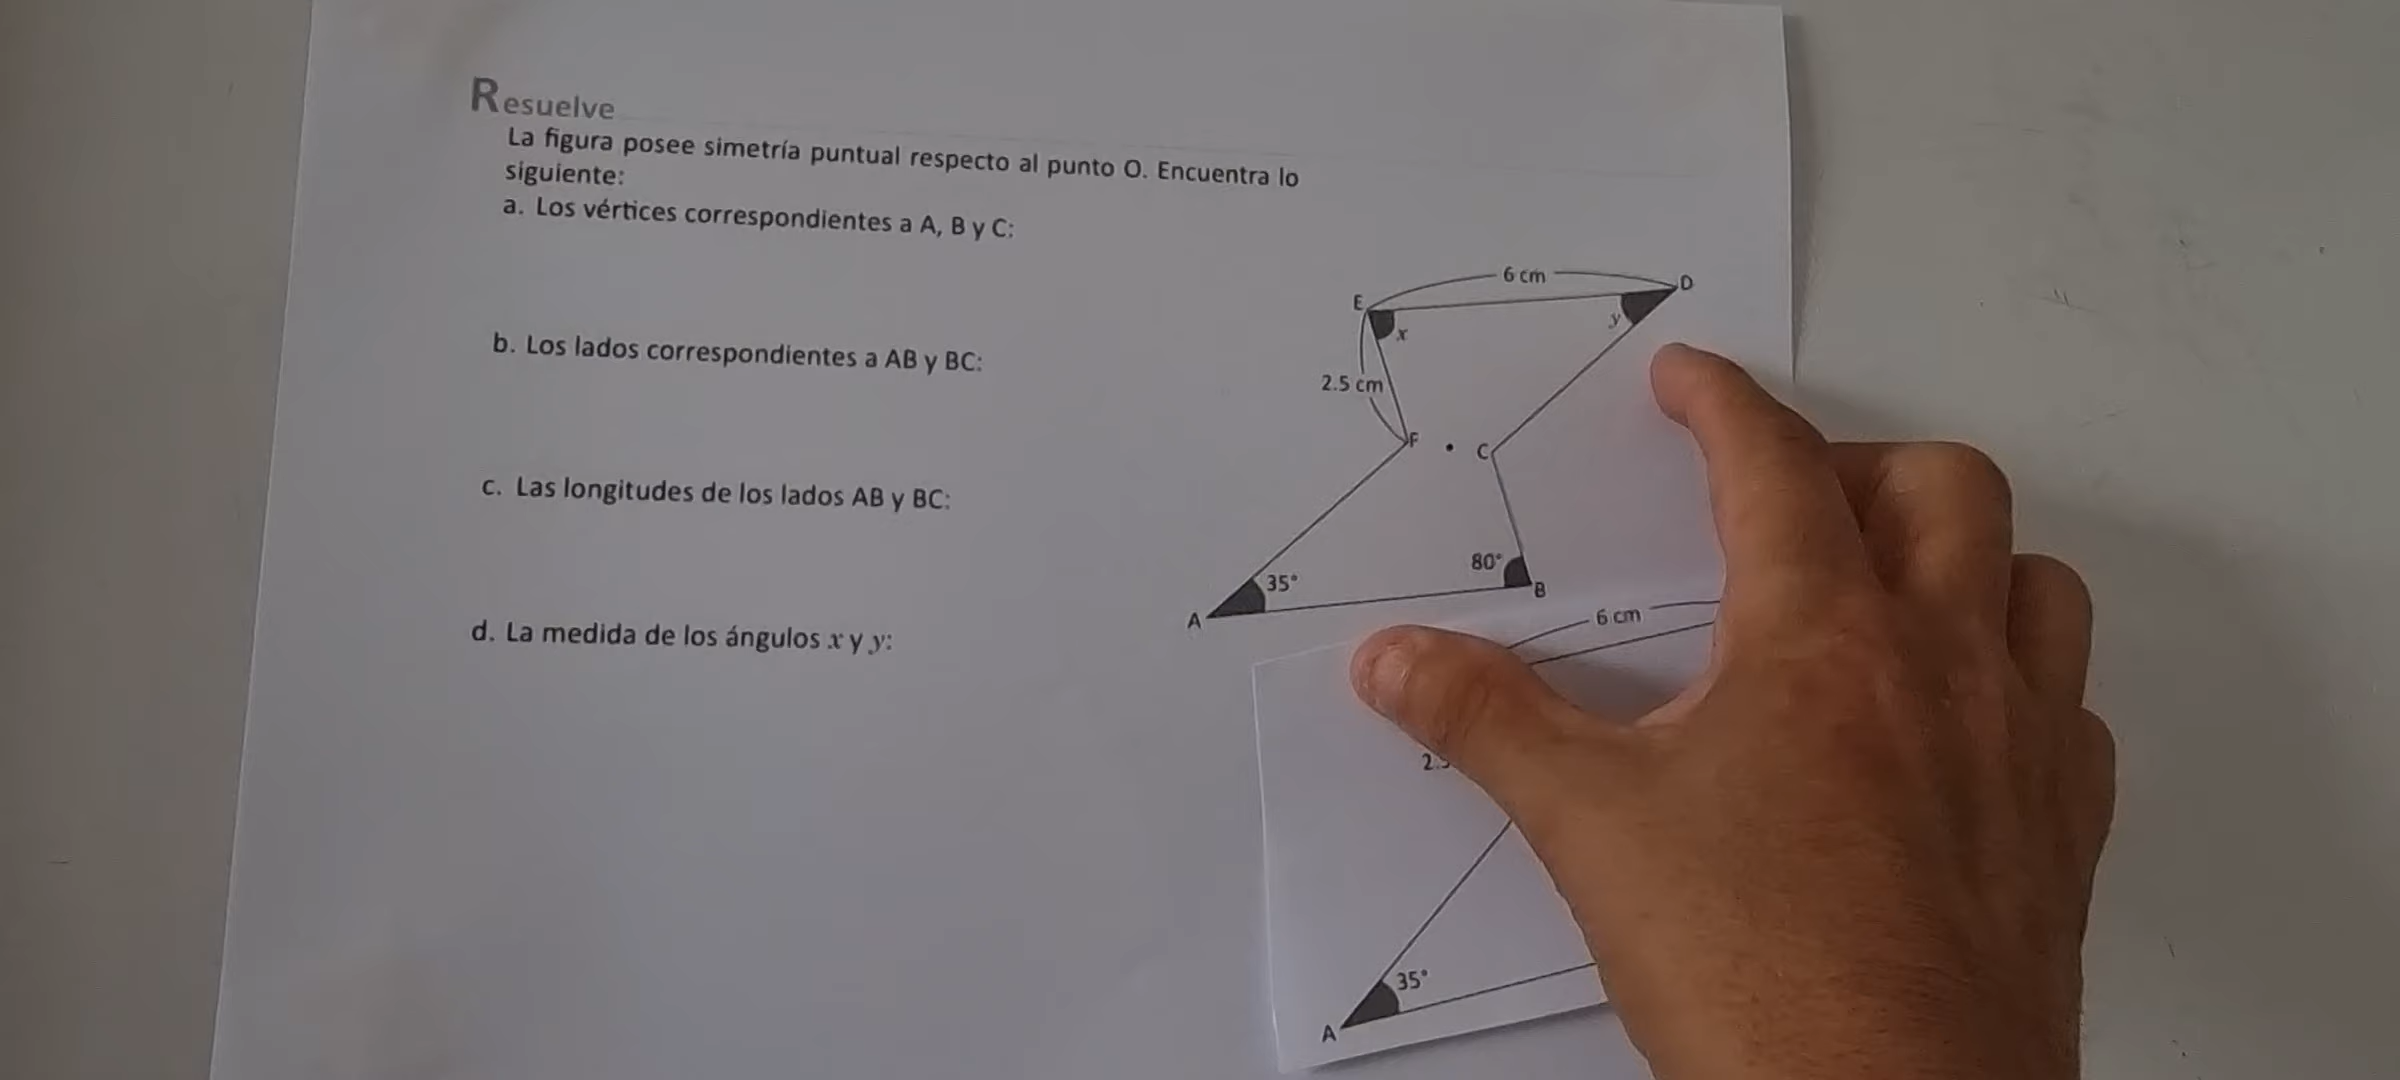 Resuelve
La figura posee simetría puntual respecto al punto O. Encuentra lo
siguiente:
a. Los vértices correspondientes a A, B y C:
b. Los lados correspondientes a AB y BC:
c. Las longitudes de los lados AB y BC:
d. La medida de los ángulos x y y:
6 cm
D
E
y
x
2.5 cm
F
C
80°
35°
B
A
6 cm
35°
A